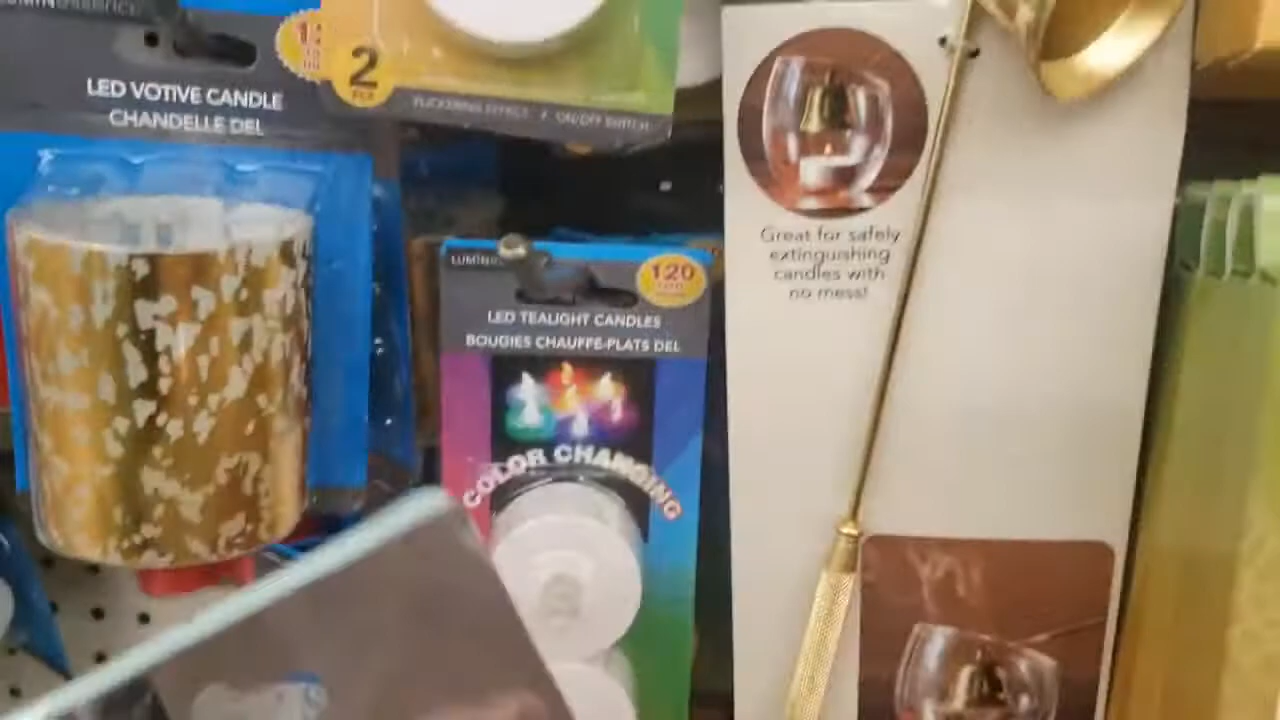 LED VOTIVE CANDLE
CHANDELLE DEL
2
FLICKERING EFFECT
ON/OFF SWITCH
120
LED TEALIGHT CANDLES
BOUGIES CHAUFFE-PLATS DEL
COLOR CHANGING
Great for safely
extinguishing
candles with
no mess!